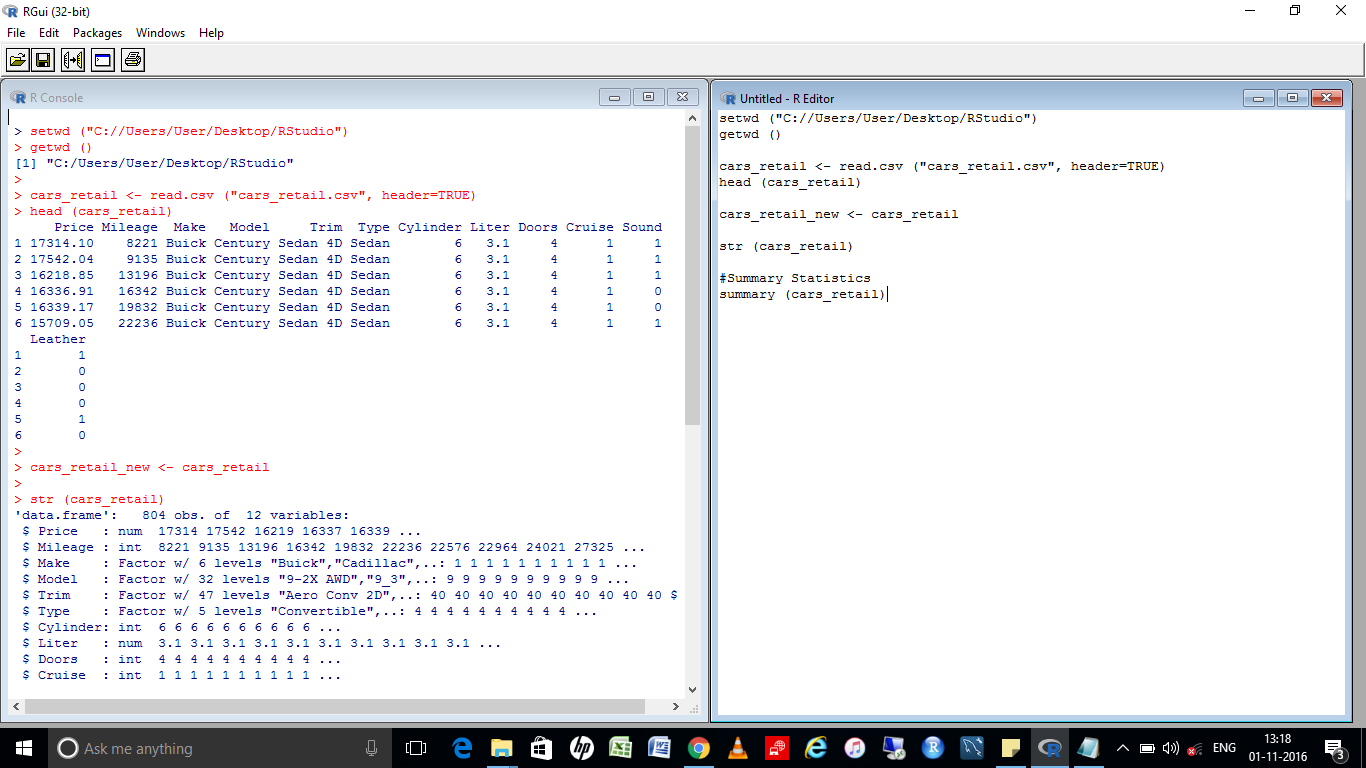 RGui (32-bit)
File Edit Packages Windows Help
R Console
> setwd ("C://Users/User/Desktop/RStudio")
> getwd ()
[1] "C:/Users/User/Desktop/RStudio"
>
> cars_retail <- read.csv ("cars_retail.csv", header=TRUE)
> head (cars_retail)
Price Mileage Make Model Trim Type Cylinder Liter Doors Cruise Sound
1 17314.10 8221 Buick Century Sedan 4D Sedan 6 3.1 4 1 1
2 17542.04 9135 Buick Century Sedan 4D Sedan 6 3.1 4 1 1
3 16218.85 13196 Buick Century Sedan 4D Sedan 6 3.1 4 1 1
4 16336.91 16342 Buick Century Sedan 4D Sedan 6 3.1 4 1 0
5 16339.17 19832 Buick Century Sedan 4D Sedan 6 3.1 4 1 0
6 15709.05 22236 Buick Century Sedan 4D Sedan 6 3.1 4 1 1
Leather
1 1
2 0
3 0
4 0
5 1
6 0
>
> cars_retail_new <- cars_retail
>
> str (cars_retail)
'data.frame': 804 obs. of 12 variables:
$ Price : num 17314 17542 16219 16337 16339 ...
$ Mileage : int 8221 9135 13196 16342 19832 22236 22576 22964 24021 27325 ...
$ Make : Factor w/ 6 levels "Buick","Cadillac",..: 1 1 1 1 1 1 1 1 1 1 ...
$ Model : Factor w/ 32 levels "9-2X AWD","9_3",..: 9 9 9 9 9 9 9 9 9 9 ...
$ Trim : Factor w/ 47 levels "Aero Conv 2D",..: 40 40 40 40 40 40 40 40 40 40 $
$ Type : Factor w/ 5 levels "Convertible",..: 4 4 4 4 4 4 4 4 4 4 ...
$ Cylinder: int 6 6 6 6 6 6 6 6 6 6 ...
$ Liter : num 3.1 3.1 3.1 3.1 3.1 3.1 3.1 3.1 3.1 3.1 ...
$ Doors : int 4 4 4 4 4 4 4 4 4 4 ...
$ Cruise : int 1 1 1 1 1 1 1 1 1 1 ...
Untitled - R Editor
setwd ("C://Users/User/Desktop/RStudio")
getwd ()
cars_retail <- read.csv ("cars_retail.csv", header=TRUE)
head (cars_retail)
cars_retail_new <- cars_retail
str (cars_retail)
#Summary Statistics
summary (cars_retail)
Ask me anything
ENG
13:18
01-11-2016
3